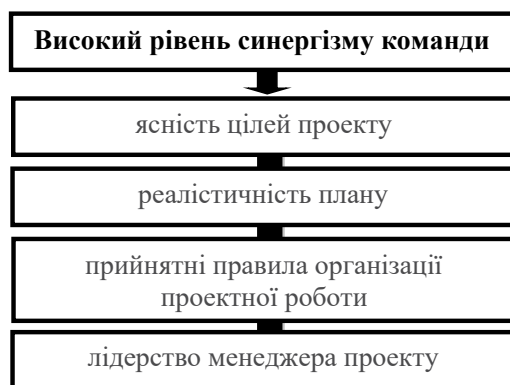 Високий рівень синергізму команди
ясність цілей проекту
реалістичність плану
прийнятні правила організації
проектної роботи
лідерство менеджера проекту